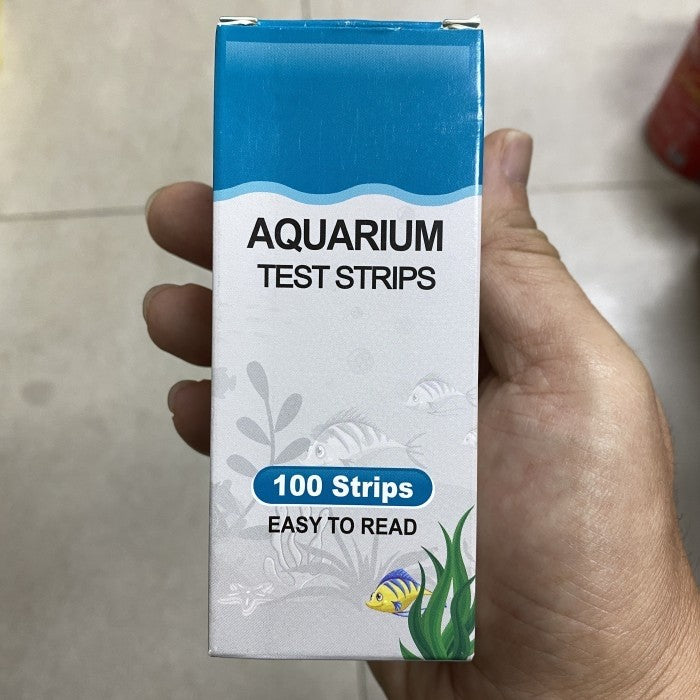 AQUARIUM
TEST STRIPS
100 Strips
EASY TO READ